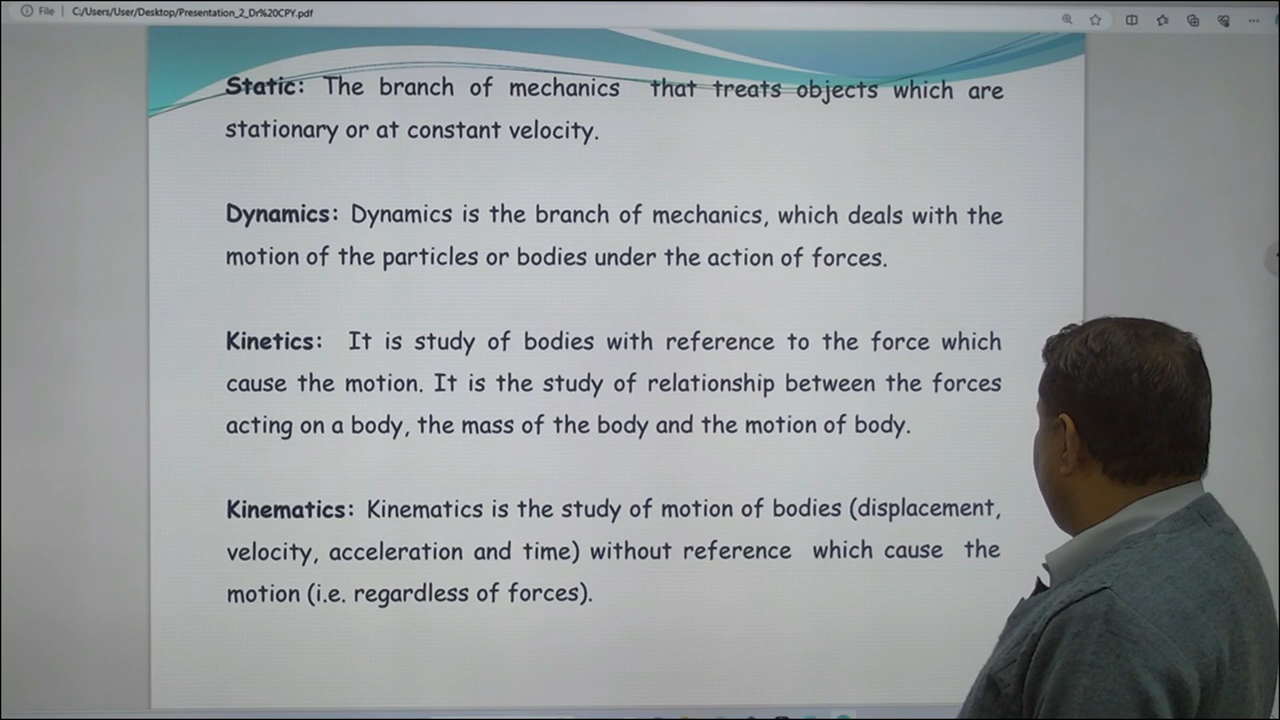 File C:/Users/User/Desktop/Presentation_2_Dr%20CPY.pdf
Static: The branch of mechanics that treats objects which are
stationary or at constant velocity.
Dynamics: Dynamics is the branch of mechanics, which deals with the
motion of the particles or bodies under the action of forces.
Kinetics: It is study of bodies with reference to the force which
cause the motion. It is the study of relationship between the forces
acting on a body, the mass of the body and the motion of body.
Kinematics: Kinematics is the study of motion of bodies (displacement,
velocity, acceleration and time) without reference which cause the
motion (i.e. regardless of forces).